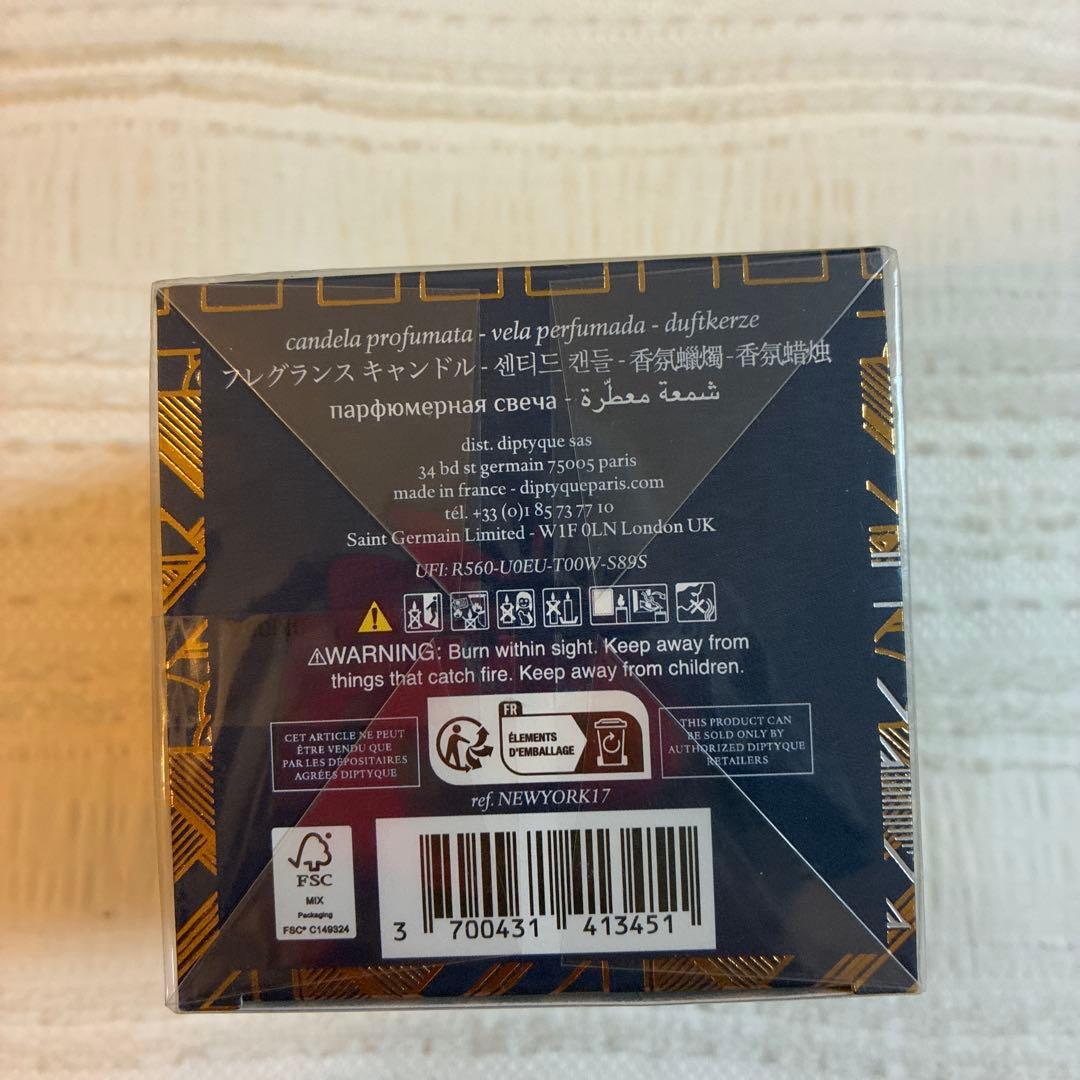 candela profumata - vela perfumada - duftkerze
フレグランス キャンドル - 센티드 캔들 - 香氛蠟燭 - 香氛蜡烛
парфюмерная свеча - شمعة معطّرة
dist. diptyque sas
34 bd st germain 75005 paris
made in france - diptyqueparis.com
tél. +33 (0)1 85 73 77 10
Saint Germain Limited - W1F 0LN London UK
UFI: R560-U0EU-T00W-S89S
⚠WARNING: Burn within sight. Keep away from
things that catch fire. Keep away from children.
CET ARTICLE NE PEUT
ÊTRE VENDU QUE
PAR LES DÉPOSITAIRES
AGRÉÉS DIPTYQUE
FR
ÉLEMENTS
D'EMBALLAGE
THIS PRODUCT CAN
BE SOLD ONLY BY
AUTHORIZED DIPTYQUE
RETAILERS
ref. NEWYORK17
FSC
MIX
Packaging
FSC® C149324
3 700431 413451